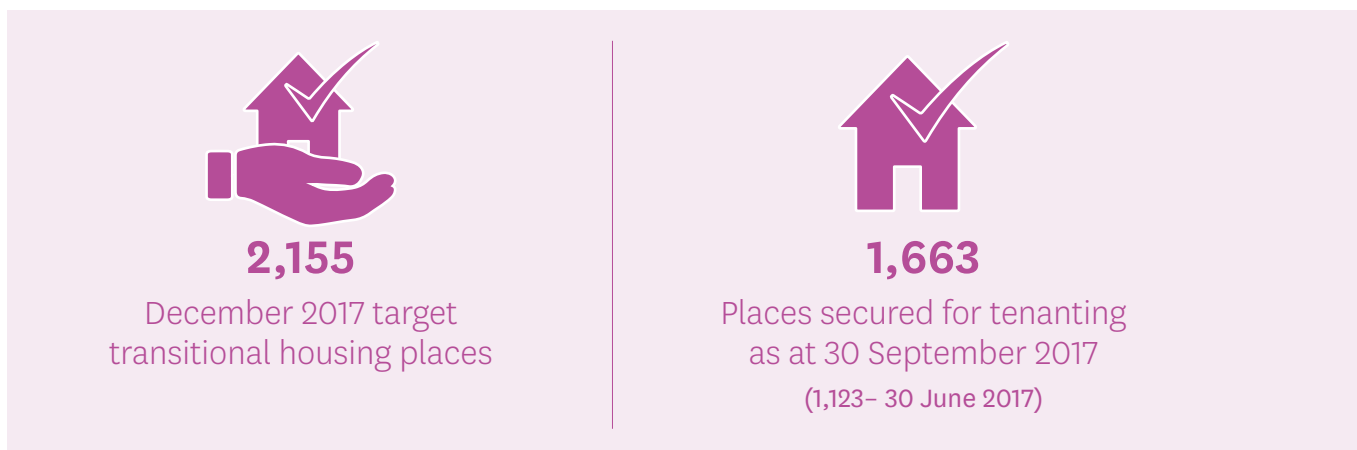 2,155
December 2017 target
transitional housing places
1,663
Places secured for tenanting
as at 30 September 2017
(1,123– 30 June 2017)